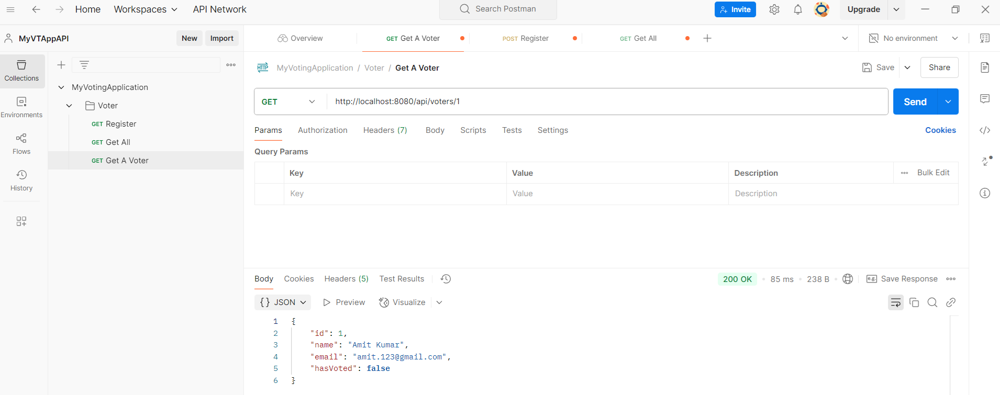 Home Workspaces API Network Search Postman Invite Upgrade
MyVTAppAPI New Import Overview GET Get A Voter POST Register GET Get All No environment
Collections
Environments
Flows
History
MyVotingApplication
Voter
GET Register
GET Get All
GET Get A Voter
HTTP MyVotingApplication / Voter / Get A Voter Save Share
GET http://localhost:8080/api/voters/1 Send
Params Authorization Headers (7) Body Scripts Tests Settings Cookies
Query Params
Key Value Description Bulk Edit
Key Value Description
Body Cookies Headers (5) Test Results 200 OK 85 ms 238 B e.g. Save Response
{} JSON Preview Visualize
1 {
2 "id": 1,
3 "name": "Amit Kumar",
4 "email": "amit.123@gmail.com",
5 "hasVoted": false
6 }